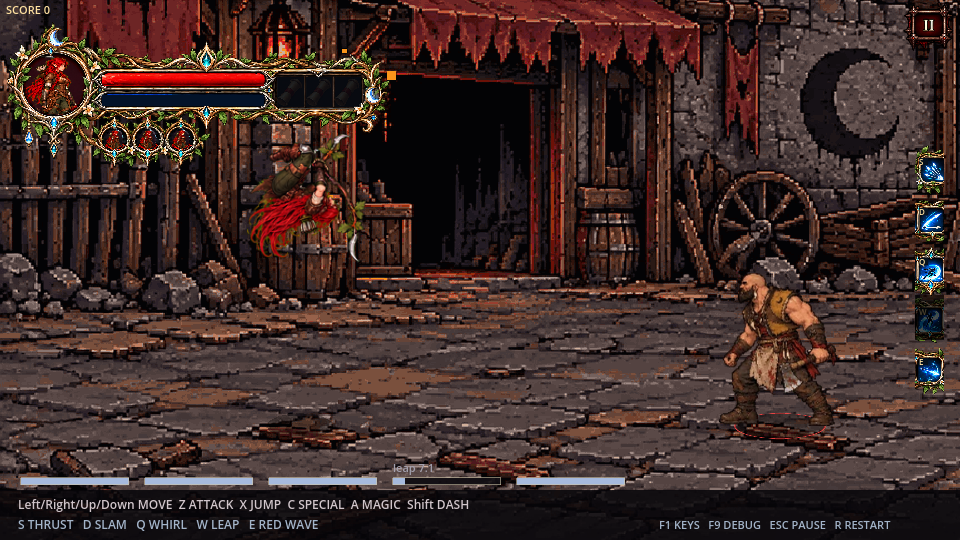 SCORE 0
II
D
E
leap 7.1
Left/Right/Up/Down MOVE Z ATTACK X JUMP C SPECIAL A MAGIC Shift DASH
S THRUST D SLAM Q WHIRL W LEAP E RED WAVE
F1 KEYS F9 DEBUG ESC PAUSE R RESTART